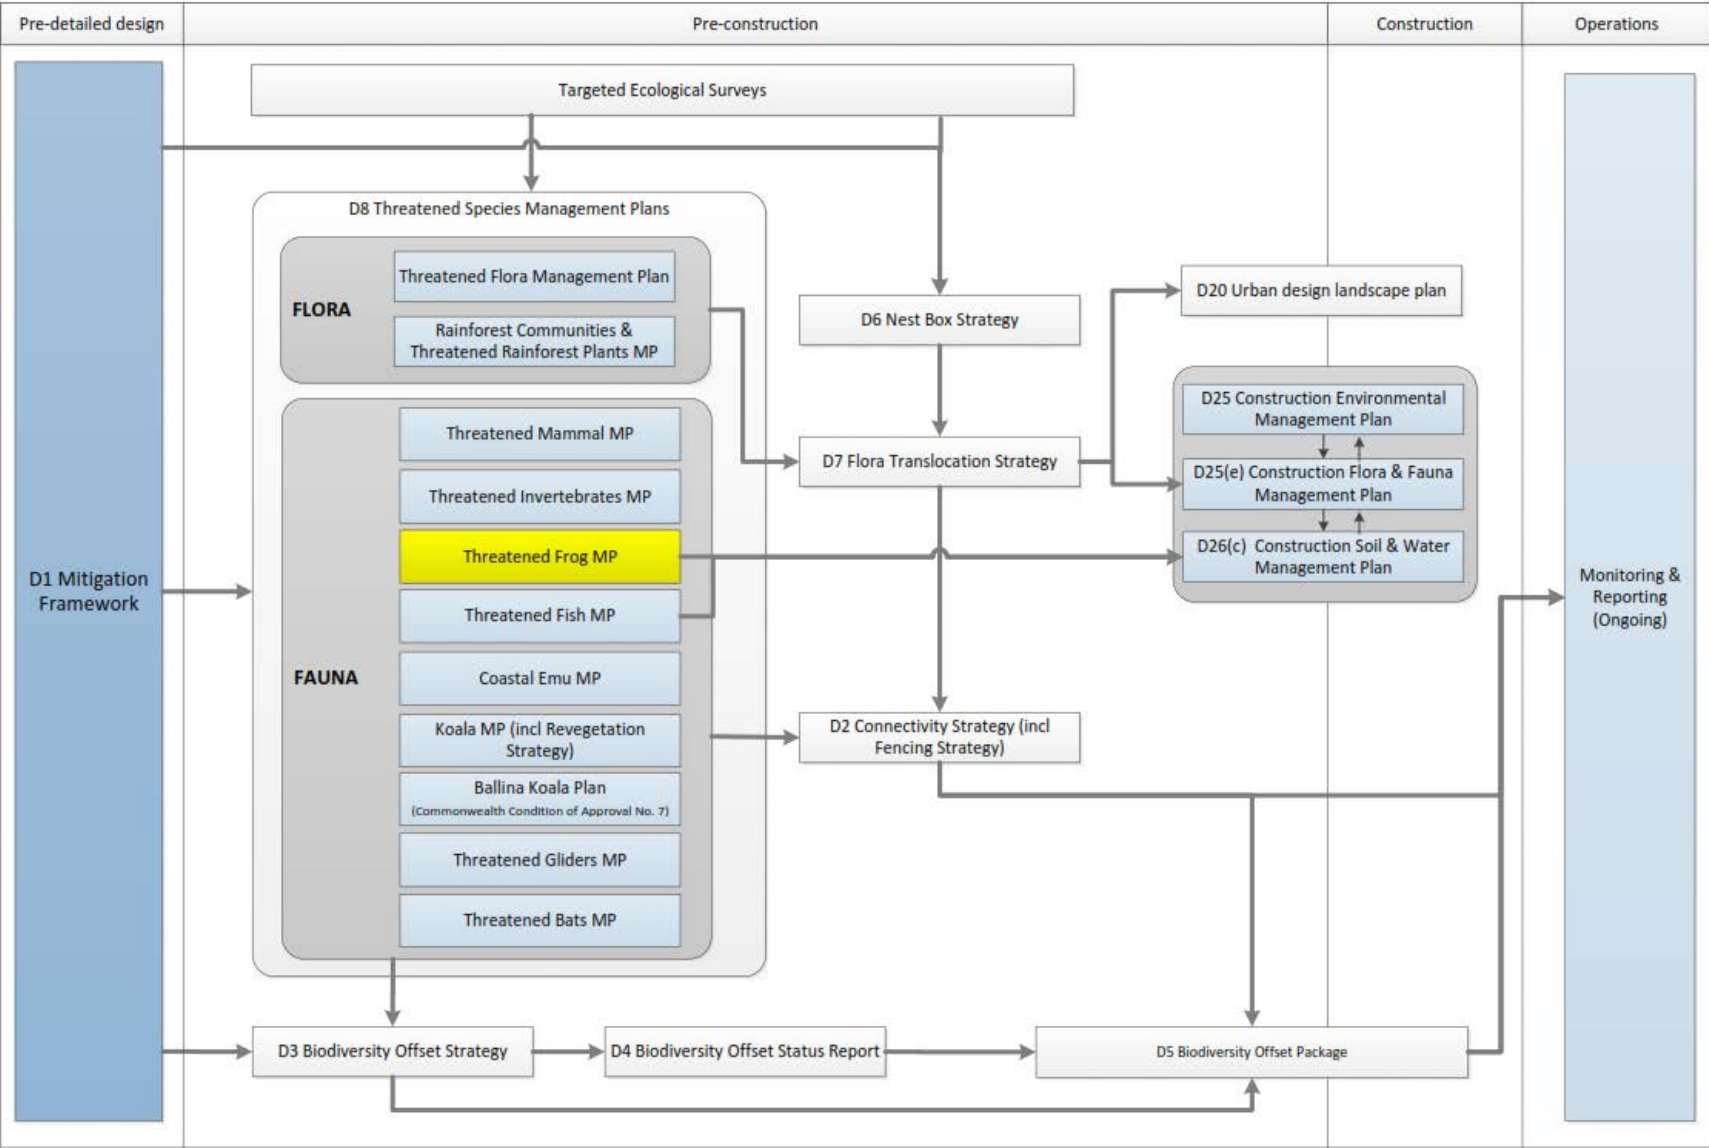 Pre-detailed design
Pre-construction
Construction
Operations
Targeted Ecological Surveys
D8 Threatened Species Management Plans
FLORA
Threatened Flora Management Plan
Rainforest Communities &
Threatened Rainforest Plants MP
FAUNA
Threatened Mammal MP
Threatened Invertebrates MP
Threatened Frog MP
Threatened Fish MP
Coastal Emu MP
Koala MP (incl Revegetation
Strategy)
Ballina Koala Plan
(Commonwealth Condition of Approval No. 7)
Threatened Gliders MP
Threatened Bats MP
D1 Mitigation
Framework
D6 Nest Box Strategy
D7 Flora Translocation Strategy
D2 Connectivity Strategy (incl
Fencing Strategy)
D20 Urban design landscape plan
D25 Construction Environmental
Management Plan
D25(e) Construction Flora & Fauna
Management Plan
D26(c) Construction Soil & Water
Management Plan
Monitoring &
Reporting
(Ongoing)
D3 Biodiversity Offset Strategy
D4 Biodiversity Offset Status Report
D5 Biodiversity Offset Package